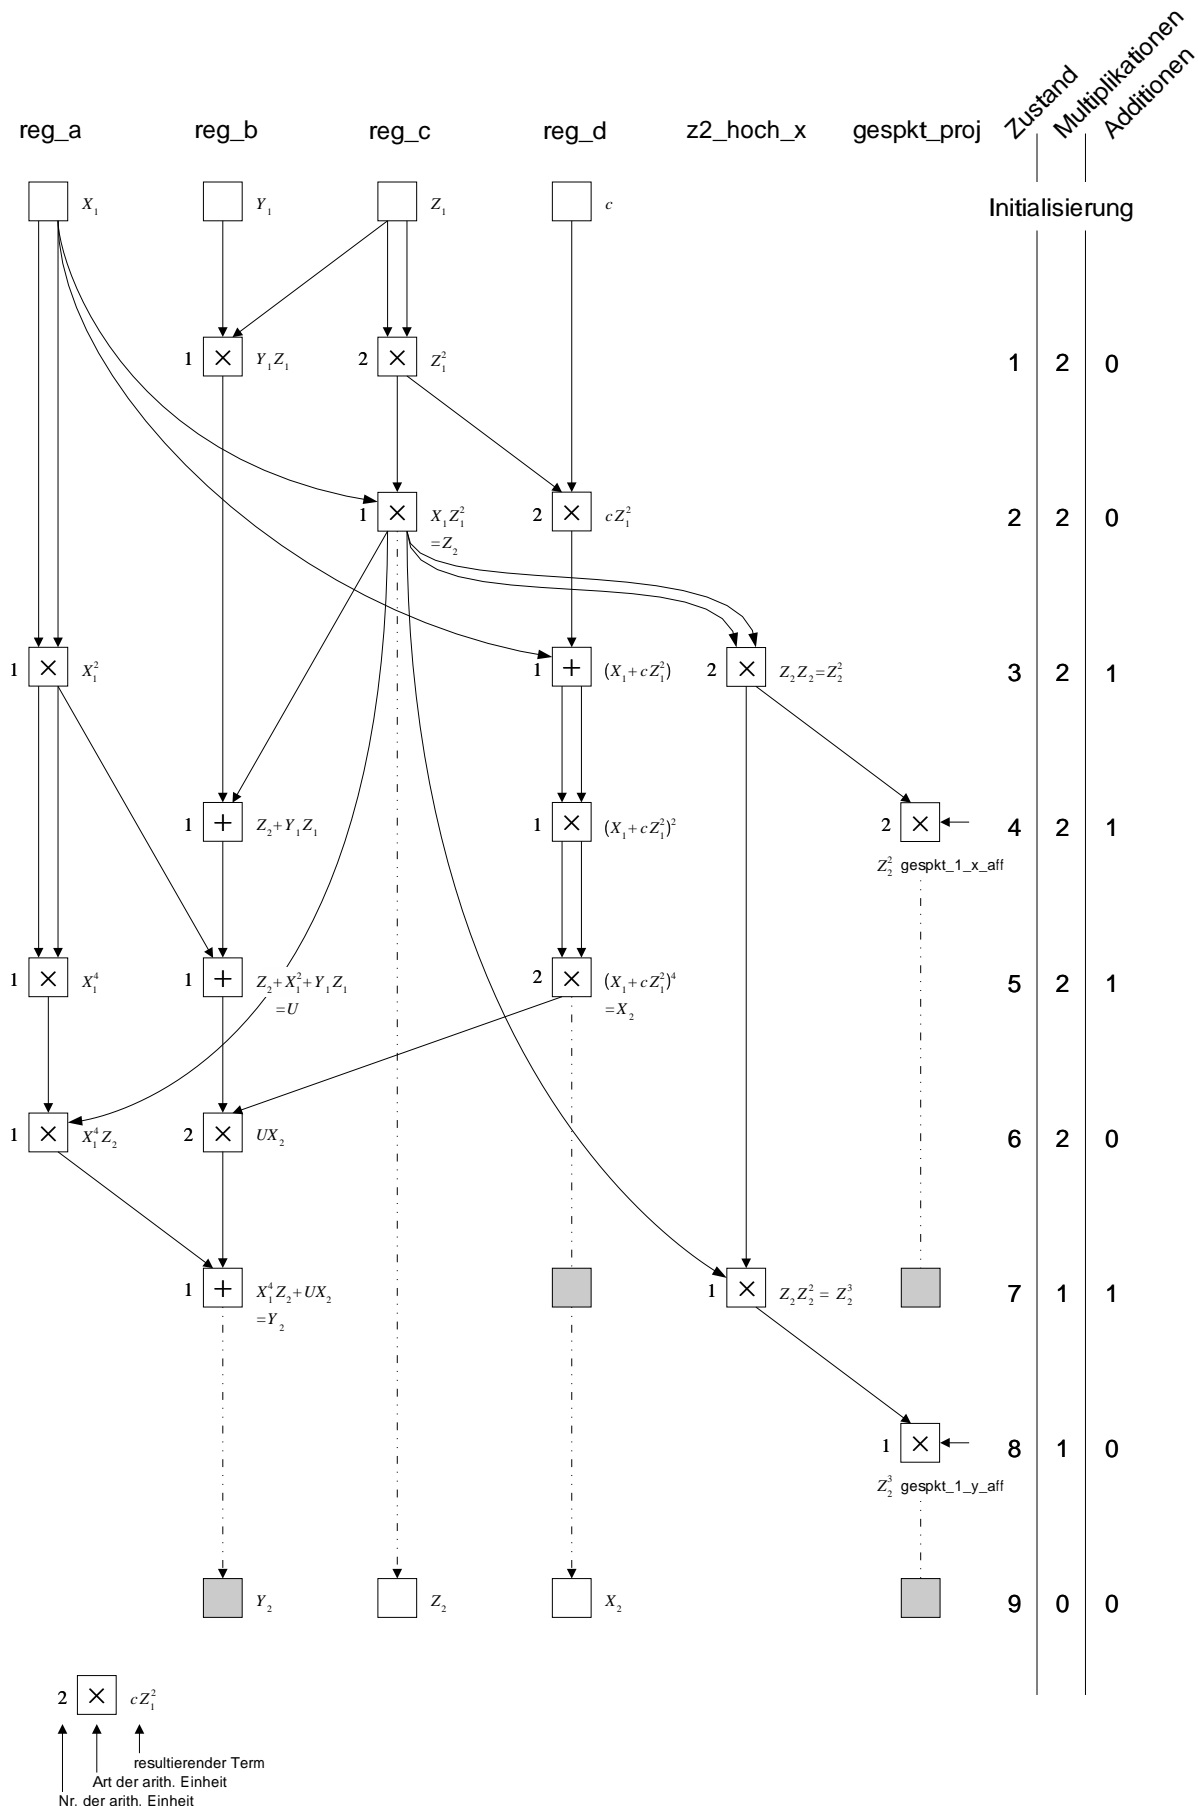 Zustand
Multiplikationen
Additionen
reg_a reg_b reg_c reg_d z2_hoch_x gespkt_proj
X₁ Y₁ Z₁ c Initialisierung
1 × Y₁Z₁ 2 × Z₁² 1 2 0
1 × X₁Z₁² 2 × cZ₁² 2 2 0
=Z₂
1 × X₁² 1 + (X₁+cZ₁²) 2 × Z₂Z₂=Z₂² 3 2 1
1 + Z₂+Y₁Z₁ 1 × (X₁+cZ₁²)² 2 × 4 2 1
Z₂² gespkt_1_x_aff
1 × X₁⁴ 1 + Z₂+X₁²+Y₁Z₁ 2 × (X₁+cZ₁²)⁴ 5 2 1
=U =X₂
1 × X₁⁴Z₂ 2 × UX₂ 6 2 0
1 + X₁⁴Z₂+UX₂ 1 × Z₂Z₂² = Z₂³ 7 1 1
=Y₂
1 × 8 1 0
Z₂³ gespkt_1_y_aff
Y₂ Z₂ X₂ 9 0 0
2 × cZ₁²
resultierender Term
Art der arith. Einheit
Nr. der arith. Einheit